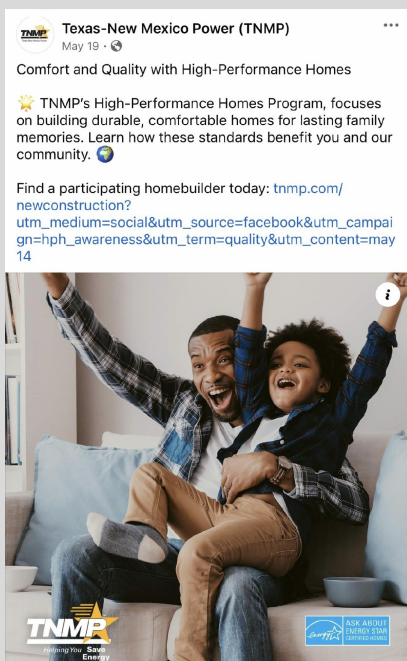 TNMP
Texas-New Mexico Power (TNMP)
May 19 ·
Comfort and Quality with High-Performance Homes
🌟 TNMP's High-Performance Homes Program, focuses
on building durable, comfortable homes for lasting family
memories. Learn how these standards benefit you and our
community. 🌍
Find a participating homebuilder today: tnmp.com/
newconstruction?
utm_medium=social&utm_source=facebook&utm_campai
gn=hph_awareness&utm_term=quality&utm_content=may
14
i
TNMP
Helping You Save
Energy
energy
ASK ABOUT
ENERGY STAR
CERTIFIED HOMES